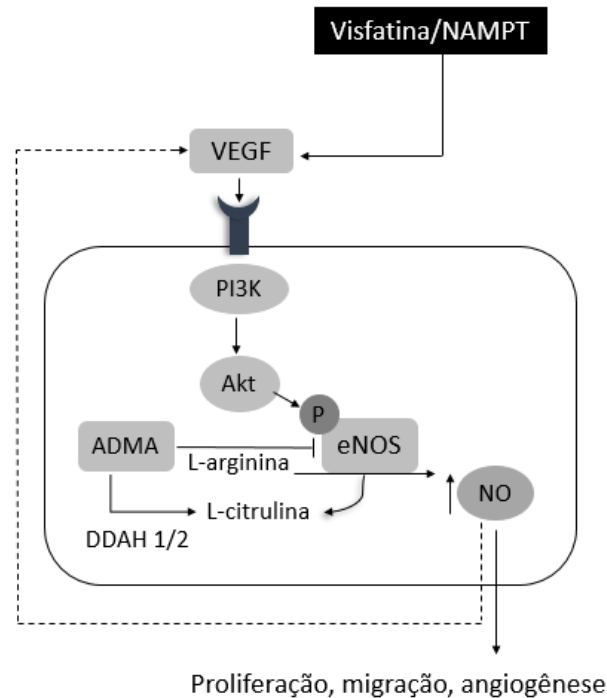 Visfatina/NAMPT
VEGF
PI3K
Akt
P
eNOS
ADMA
L-arginina
NO
L-citrulina
DDAH 1/2
Proliferação, migração, angiogênese